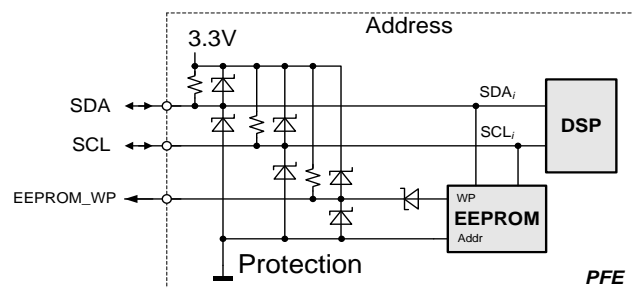 Address
3.3V
SDA
SDAi
DSP
SCL
SCLi
EEPROM_WP
WP
EEPROM
Addr
Protection
PFE